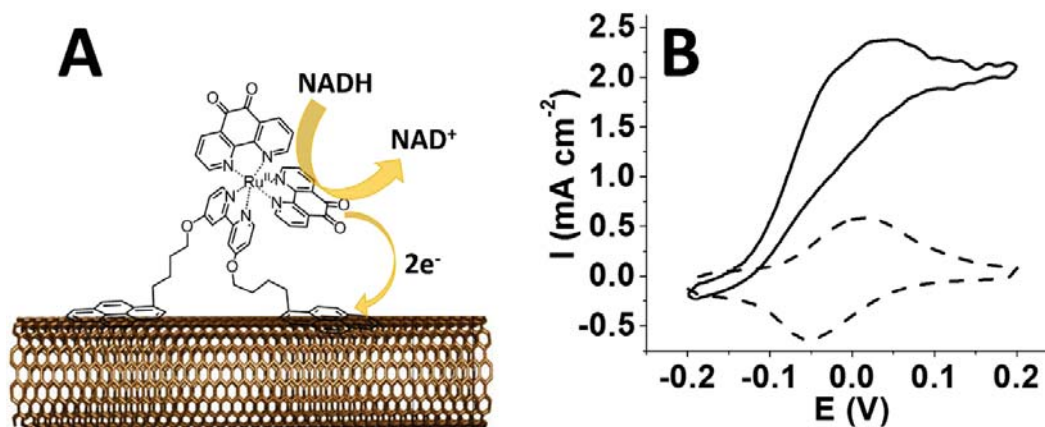 A
NADH
NAD⁺
O
O
N
N
Ru^II
N
N
N
N
O
O
O
O
2e⁻
B
I (mA cm⁻²)
2.5
2.0
1.5
1.0
0.5
0.0
-0.5
-0.2 -0.1 0.0 0.1 0.2
E (V)